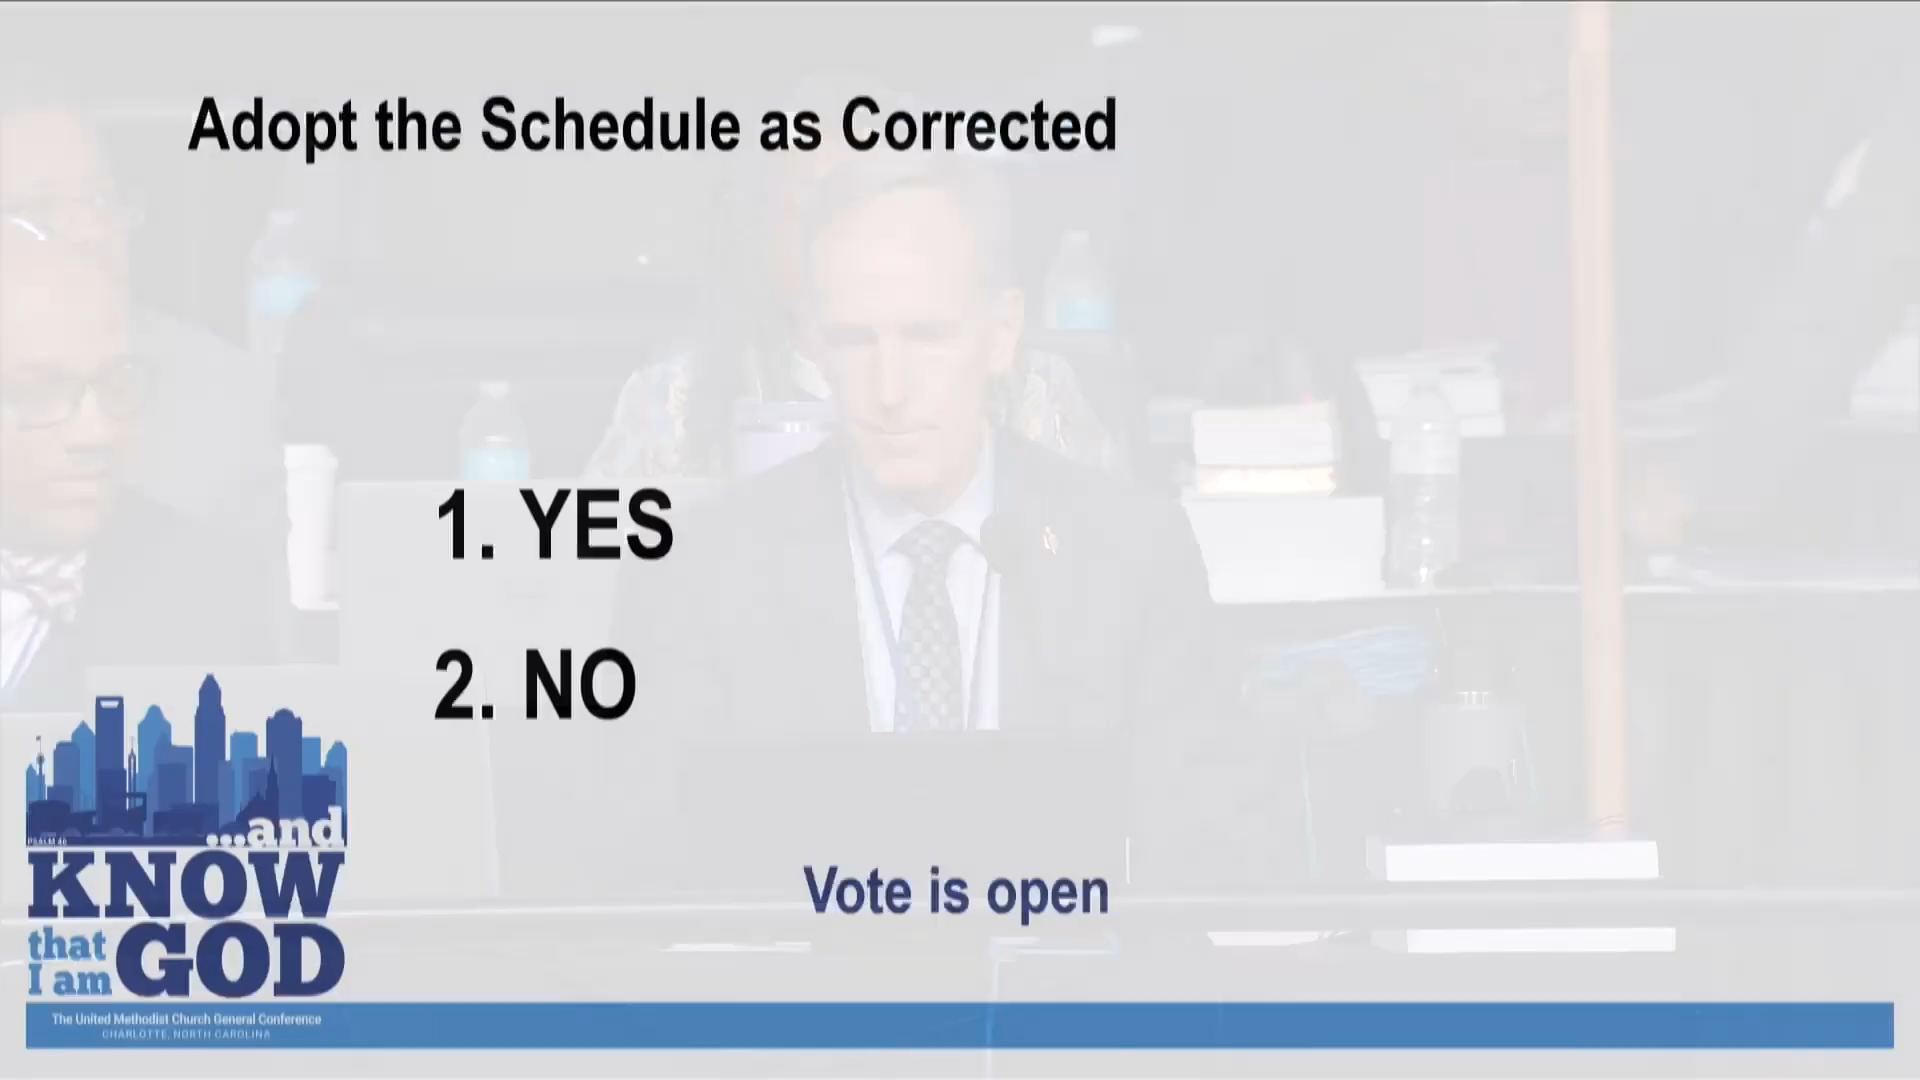 Adopt the Schedule as Corrected
1. YES
2. NO
Vote is open
PSALM 46
...and
KNOW
that
I am
GOD
The United Methodist Church General Conference
CHARLOTTE, NORTH CAROLINA